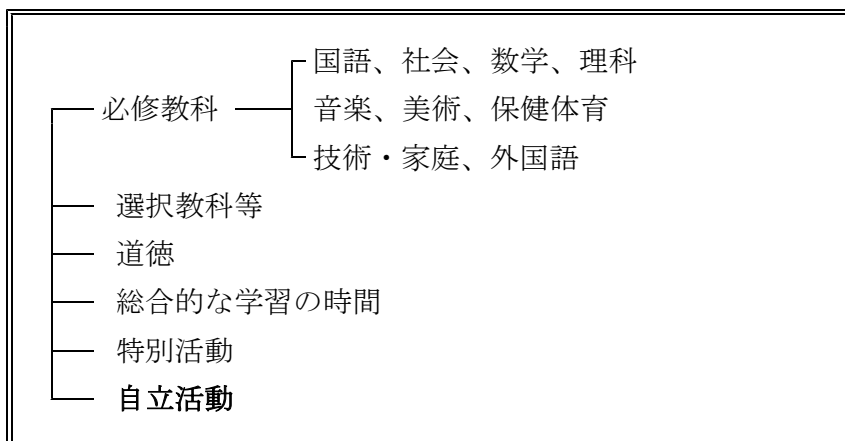 国語、社会、数学、理科
必修教科 音楽、美術、保健体育
技術・家庭、外国語
選択教科等
道徳
総合的な学習の時間
特別活動
自立活動